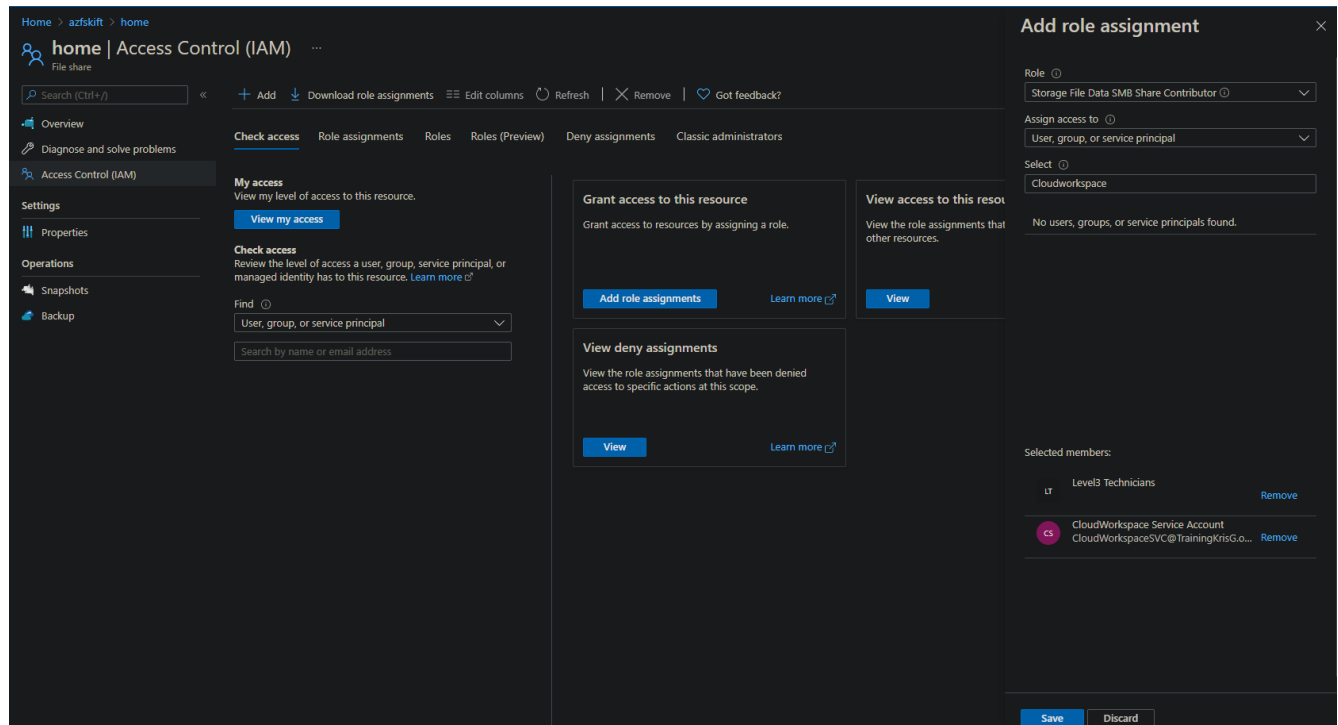 Home > azfskift > home
home | Access Control (IAM) ...
File share
Search (Ctrl+/)
«
Overview
Diagnose and solve problems
Access Control (IAM)
Settings
Properties
Operations
Snapshots
Backup
+ Add Download role assignments Edit columns Refresh | Remove | Got feedback?
Check access Role assignments Roles Roles (Preview) Deny assignments Classic administrators
My access
View my level of access to this resource.
View my access
Check access
Review the level of access a user, group, service principal, or
managed identity has to this resource. Learn more
Find
User, group, or service principal
Search by name or email address
Grant access to this resource
Grant access to resources by assigning a role.
Add role assignments
Learn more
View access to this resou
View the role assignments that
other resources.
View
View deny assignments
View the role assignments that have been denied
access to specific actions at this scope.
View
Learn more
Add role assignment
Role
Storage File Data SMB Share Contributor
Assign access to
User, group, or service principal
Select
Cloudworkspace
No users, groups, or service principals found.
Selected members:
LT
Level3 Technicians
Remove
CS
CloudWorkspace Service Account
CloudWorkspaceSVC@TrainingKrisG.o... Remove
Save Discard